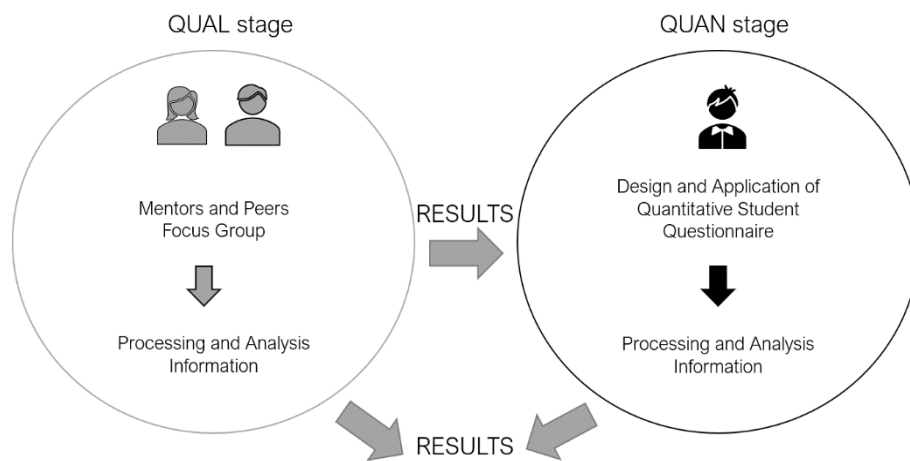 QUAL stage
Mentors and Peers
Focus Group
Processing and Analysis
Information
RESULTS
QUAN stage
Design and Application of
Quantitative Student
Questionnaire
Processing and Analysis
Information
RESULTS